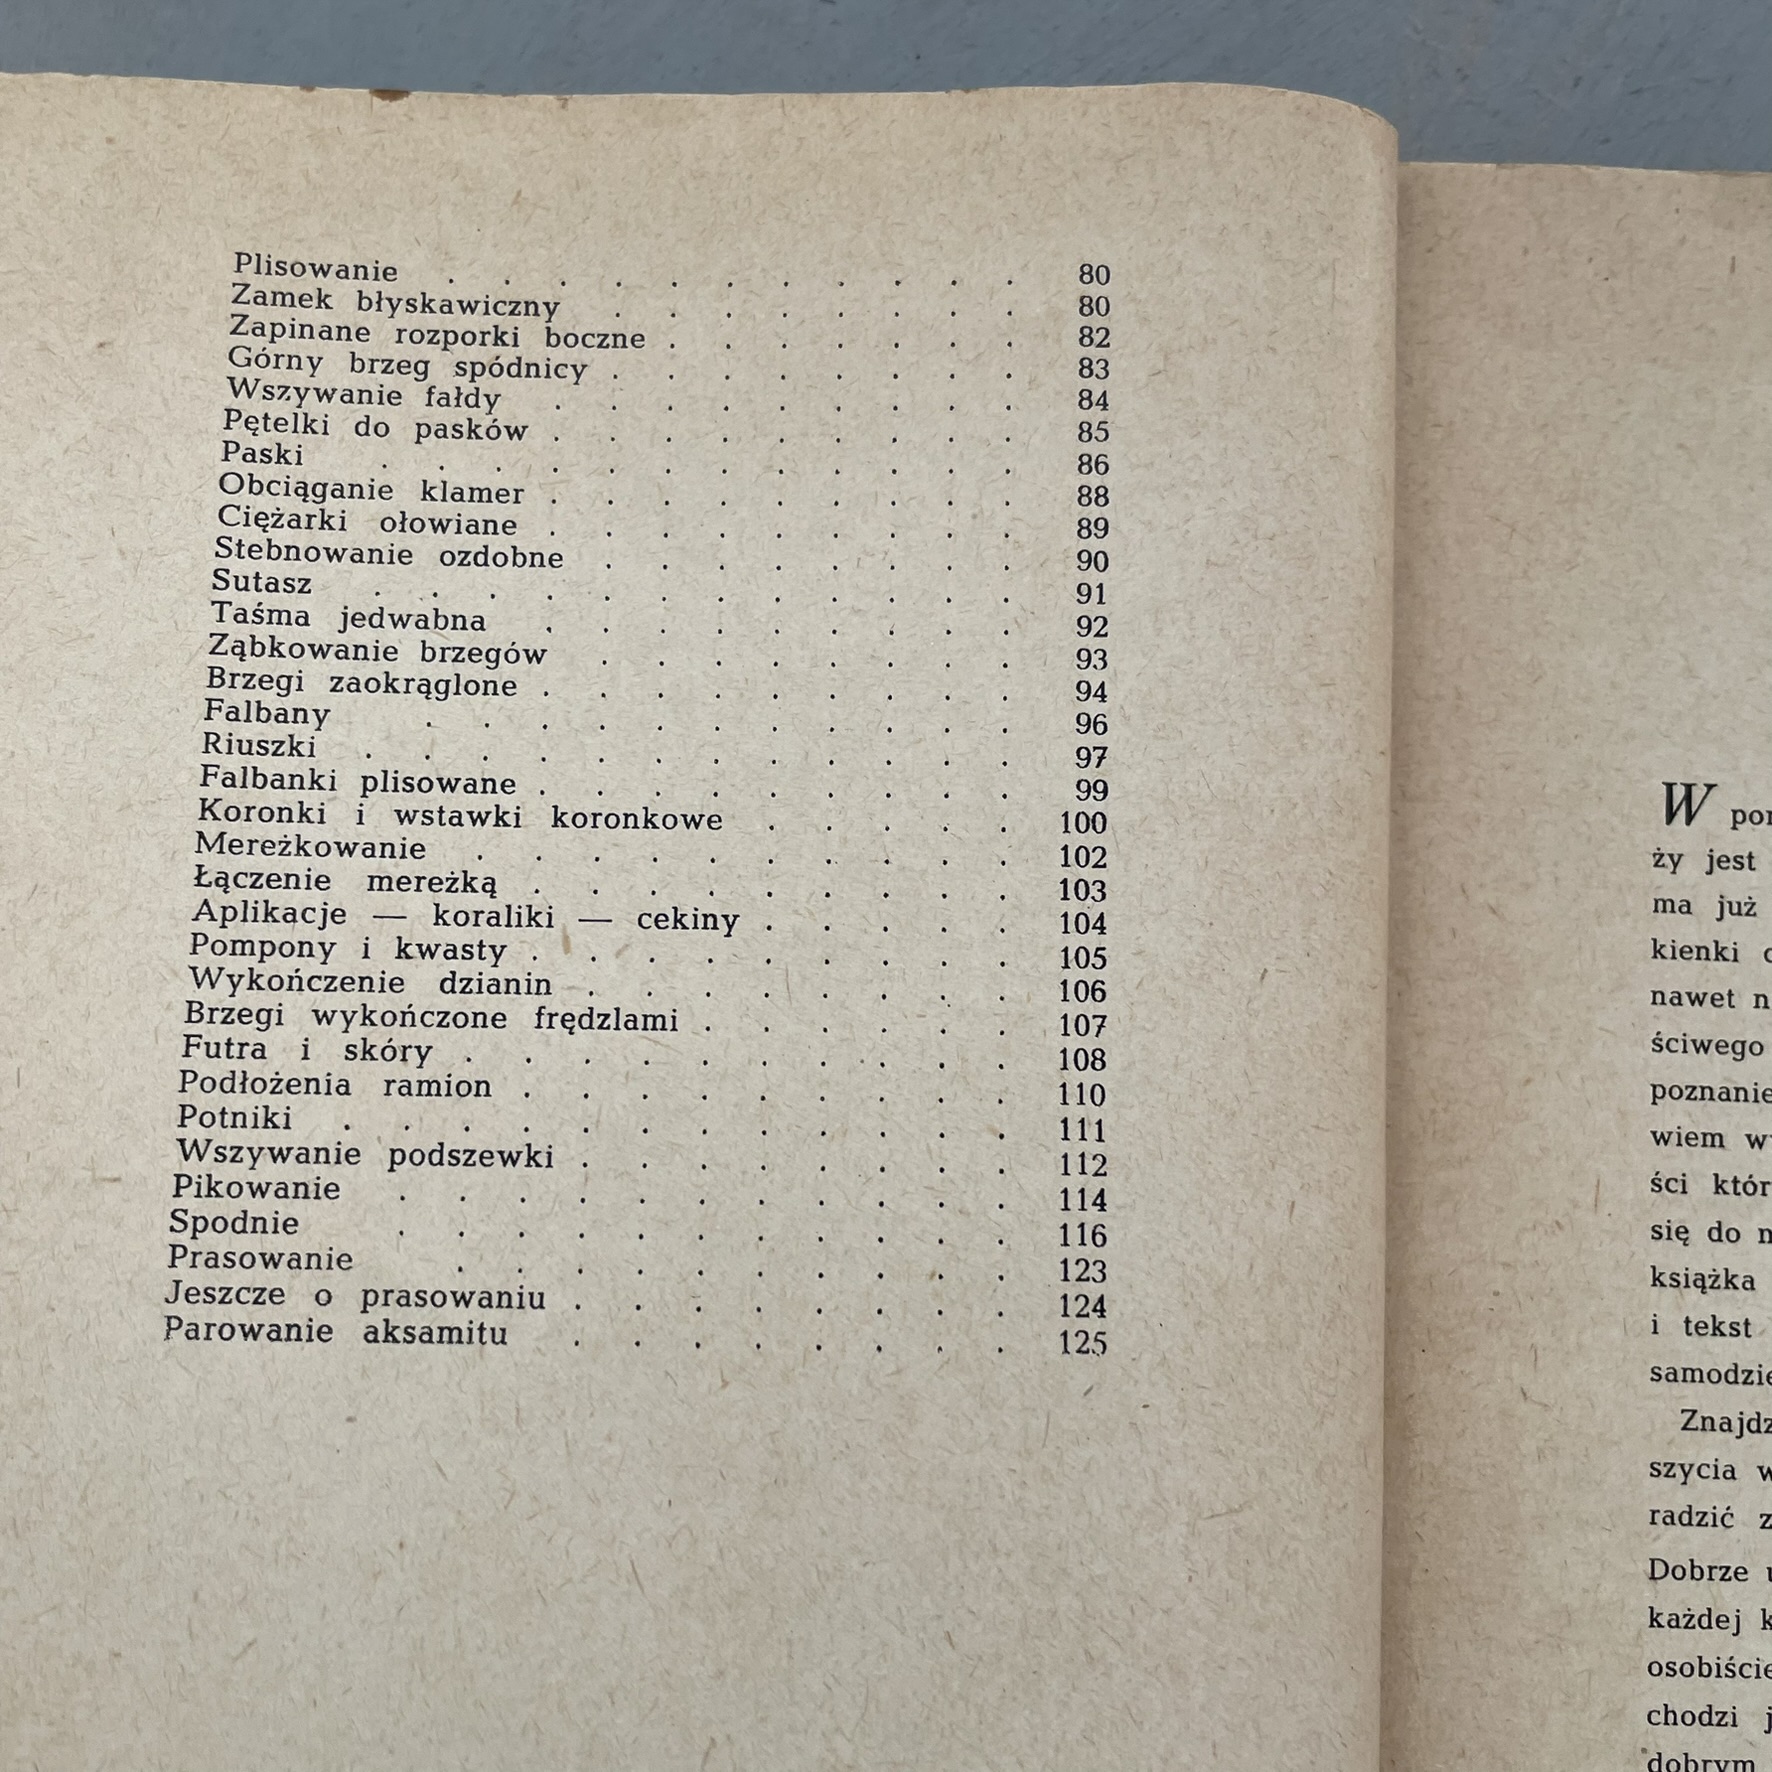 Plisowanie . . . . . . . . . . . 80
Zamek błyskawiczny . . . . . . . . 80
Zapinane rozporki boczne . . . . . . . 82
Górny brzeg spódnicy . . . . . . . . 83
Wszywanie fałdy . . . . . . . . . 84
Pętelki do pasków . . . . . . . . . 85
Paski . . . . . . . . . . . . 86
Obciąganie klamer . . . . . . . . . 88
Ciężarki ołowiane . . . . . . . . . 89
Stebnowanie ozdobne . . . . . . . . 90
Sutasz . . . . . . . . . . . . 91
Taśma jedwabna . . . . . . . . . 92
Ząbkowanie brzegów . . . . . . . . 93
Brzegi zaokrąglone . . . . . . . . . 94
Falbany . . . . . . . . . . . 96
Riuszki . . . . . . . . . . . . 97
Falbanki plisowane . . . . . . . . . 99
Koronki i wstawki koronkowe . . . . . 100
Mereżkowanie . . . . . . . . . . 102
Łączenie mereżką . . . . . . . . . 103
Aplikacje — koraliki — cekiny . . . . . 104
Pompony i kwasty . . . . . . . . . 105
Wykończenie dzianin . . . . . . . . 106
Brzegi wykończone frędzlami . . . . . . 107
Futra i skóry . . . . . . . . . . 108
Podłożenia ramion . . . . . . . . . 110
Potniki . . . . . . . . . . . . 111
Wszywanie podszewki . . . . . . . . 112
Pikowanie . . . . . . . . . . . 114
Spodnie . . . . . . . . . . . 116
Prasowanie . . . . . . . . . . 123
Jeszcze o prasowaniu . . . . . . . . 124
Parowanie aksamitu . . . . . . . . 125
W
ży jest
ma już
kienki
nawet
ściwego
poznanie
wiem
ści
się do
książka
i tekst

szycia
radzić
Dobrze
każdej
osobiście
chodzi
dobrym